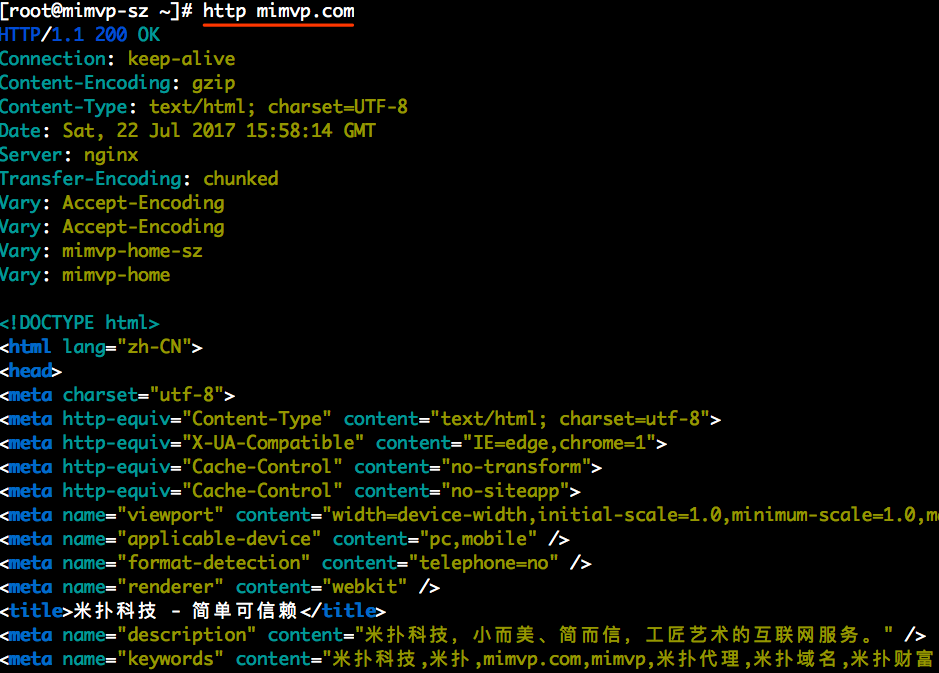 [root@mimvp-sz ~]# http mimvp.com
HTTP/1.1 200 OK
Connection: keep-alive
Content-Encoding: gzip
Content-Type: text/html; charset=UTF-8
Date: Sat, 22 Jul 2017 15:58:14 GMT
Server: nginx
Transfer-Encoding: chunked
Vary: Accept-Encoding
Vary: Accept-Encoding
Vary: mimvp-home-sz
Vary: mimvp-home
<!DOCTYPE html>
<html lang="zh-CN">
<head>
<meta charset="utf-8">
<meta http-equiv="Content-Type" content="text/html; charset=utf-8">
<meta http-equiv="X-UA-Compatible" content="IE=edge,chrome=1">
<meta http-equiv="Cache-Control" content="no-transform">
<meta http-equiv="Cache-Control" content="no-siteapp">
<meta name="viewport" content="width=device-width,initial-scale=1.0,minimum-scale=1.0,m
<meta name="applicable-device" content="pc,mobile" />
<meta name="format-detection" content="telephone=no" />
<meta name="renderer" content="webkit" />
<title>米扑科技 - 简单可信赖</title>
<meta name="description" content="米扑科技，小而美、简而信，工匠艺术的互联网服务。" />
<meta name="keywords" content="米扑科技,米扑,mimvp.com,mimvp,米扑代理,米扑域名,米扑财富